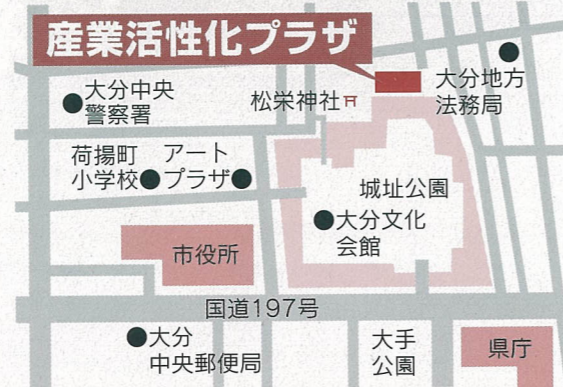 産業活性化プラザ
大分中央
警察署
松栄神社
大分地方
法務局
荷揚町
小学校
アート
プラザ
城址公園
大分文化
会館
市役所
国道197号
大分
中央郵便局
大手
公園
県庁